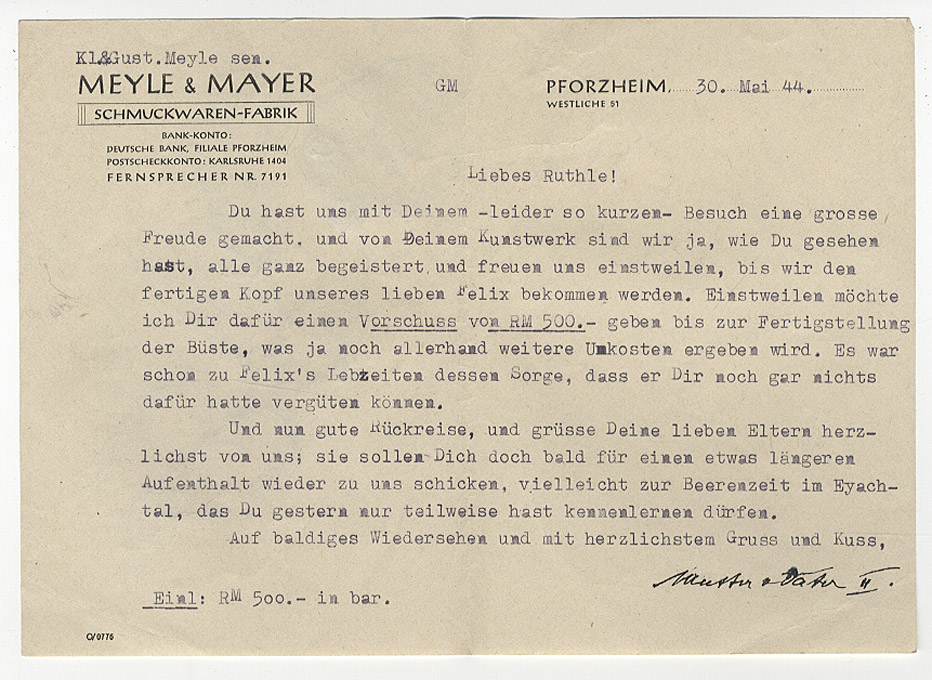 Kl&Gust.Meyle sen.
MEYLE & MAYER
SCHMUCKWAREN-FABRIK
BANK-KONTO:
DEUTSCHE BANK, FILIALE PFORZHEIM
POSTSCHECKKONTO: KARLSRUHE 1404
FERNSPRECHER NR. 7191
GM
PFORZHEIM, 30. Mai 44.
WESTLICHE 51
Liebes Ruthle!
Du hast uns mit Deinem -leider so kurzen- Besuch eine grosse
Freude gemacht. und von Deinem Kunstwerk sind wir ja, wie Du gesehen
hast, alle ganz begeistert und freuen uns einstweilen, bis wir den
fertigen Kopf unseres lieben Felix bekommen werden. Einstweilen möchte
ich Dir dafür einen Vorschuss von RM 500.- geben bis zur Fertigstellung
der Büste, was ja noch allerhand weitere Unkosten ergeben wird. Es war
schon zu Felix's Lebzeiten dessen Sorge, dass er Dir noch gar nichts
dafür hatte vergüten können.
Und nun gute Rückreise, und grüsse Deine lieben Eltern herz-
lichst von uns; sie sollen Dich doch bald für einen etwas längeren
Aufenthalt wieder zu uns schicken, vielleicht zur Beerenzeit im Eyach-
tal, das Du gestern nur teilweise hast kennenlernen dürfen.
Auf baldiges Wiedersehen und mit herzlichstem Gruss und Kuss,
Mutter & Vater II.
Einl: RM 500.- in bar.
O/0776